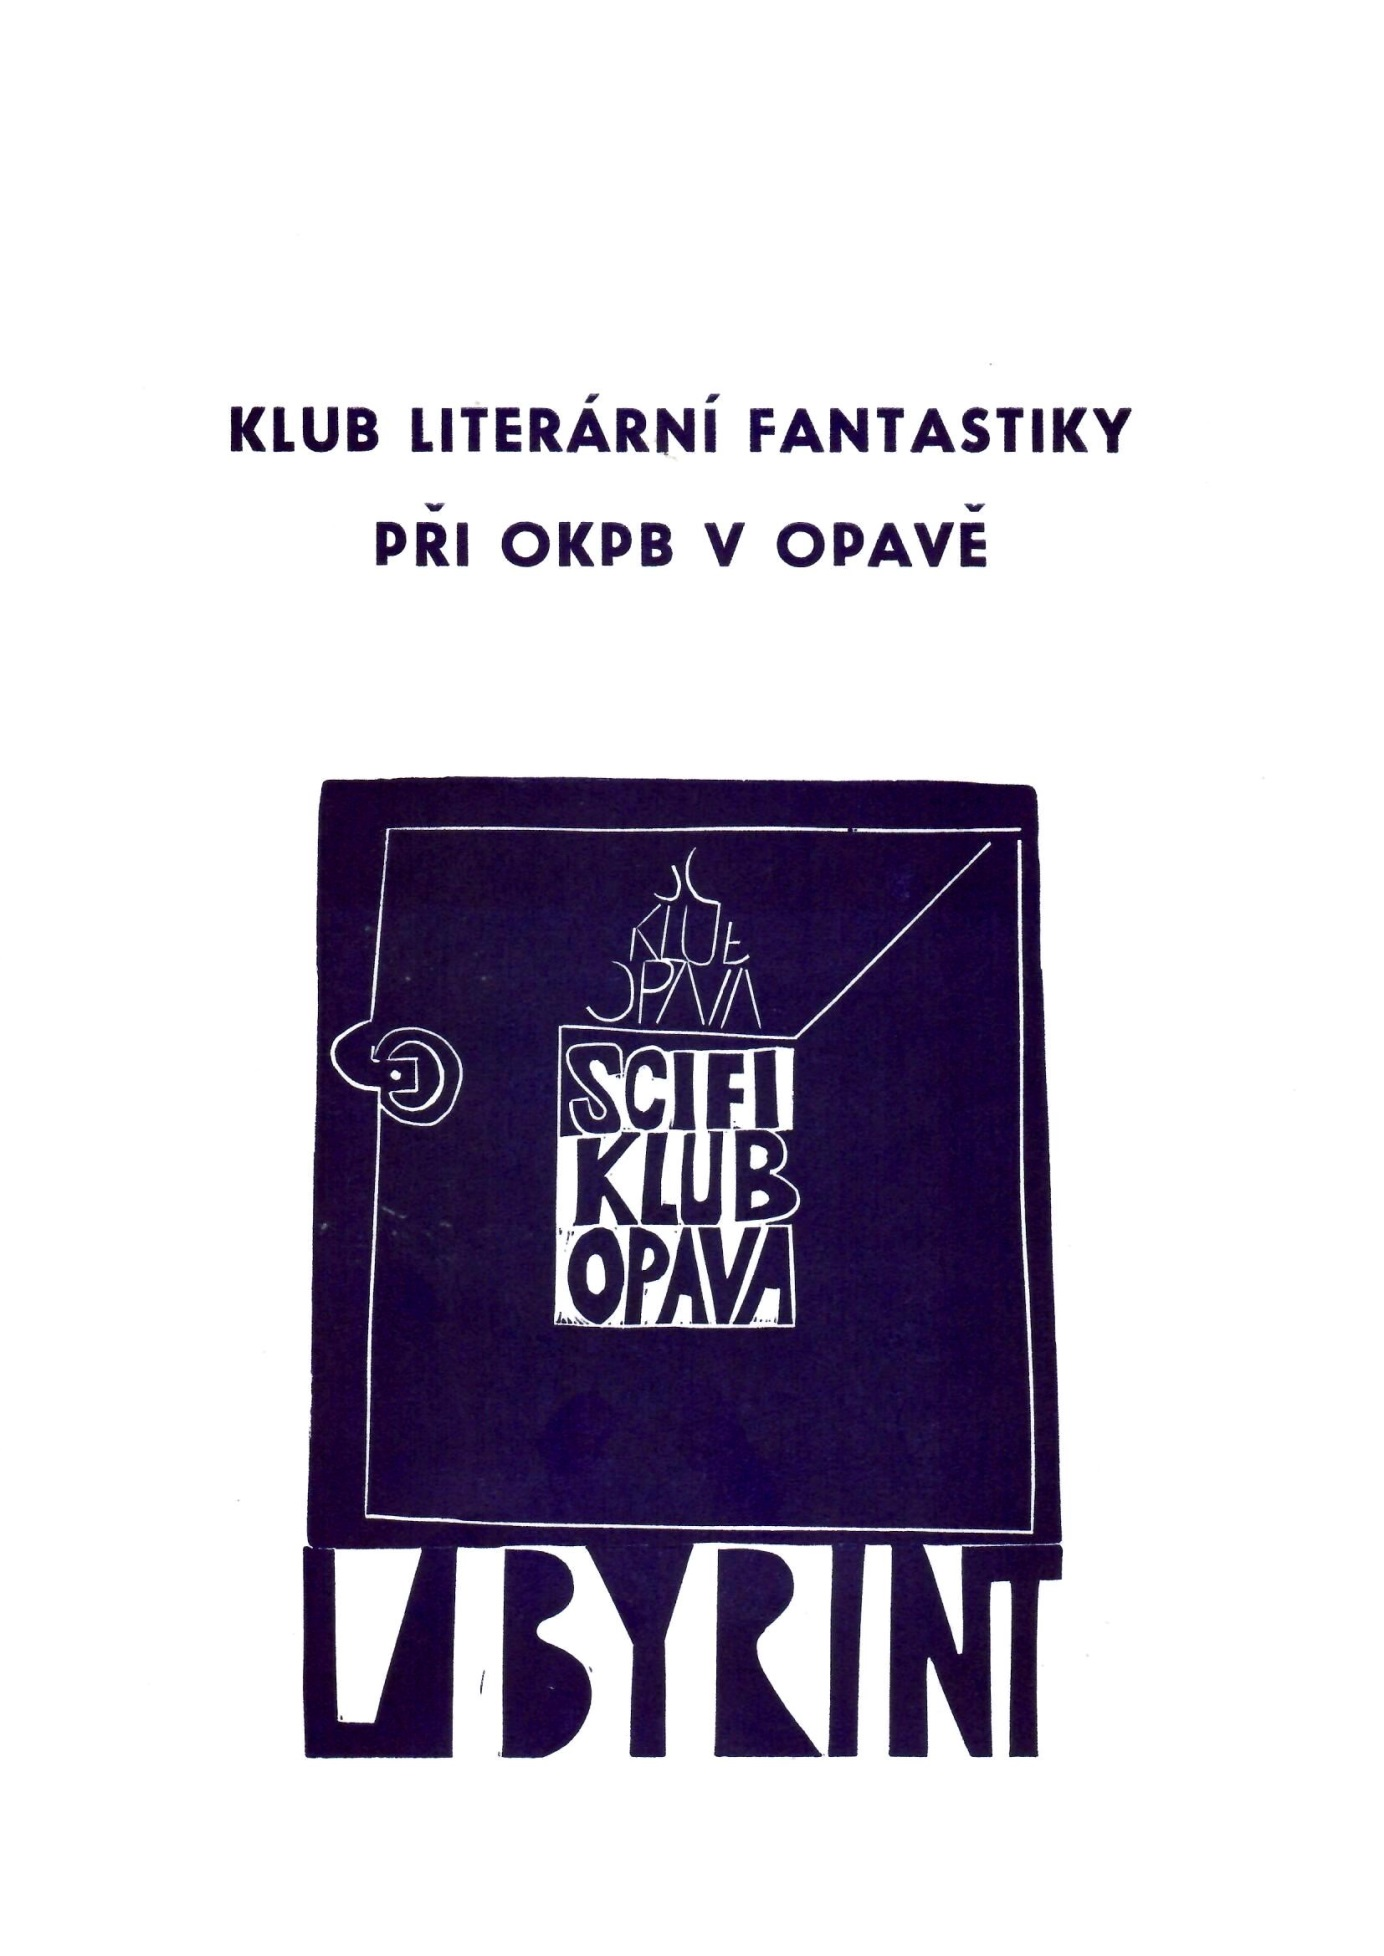 KLUB LITERÁRNÍ FANTASTIKY
PŘI OKPB V OPAVĚ
SC
KLUB
OPAVA
SCIFI
KLUB
OPAVA
LABYRINT